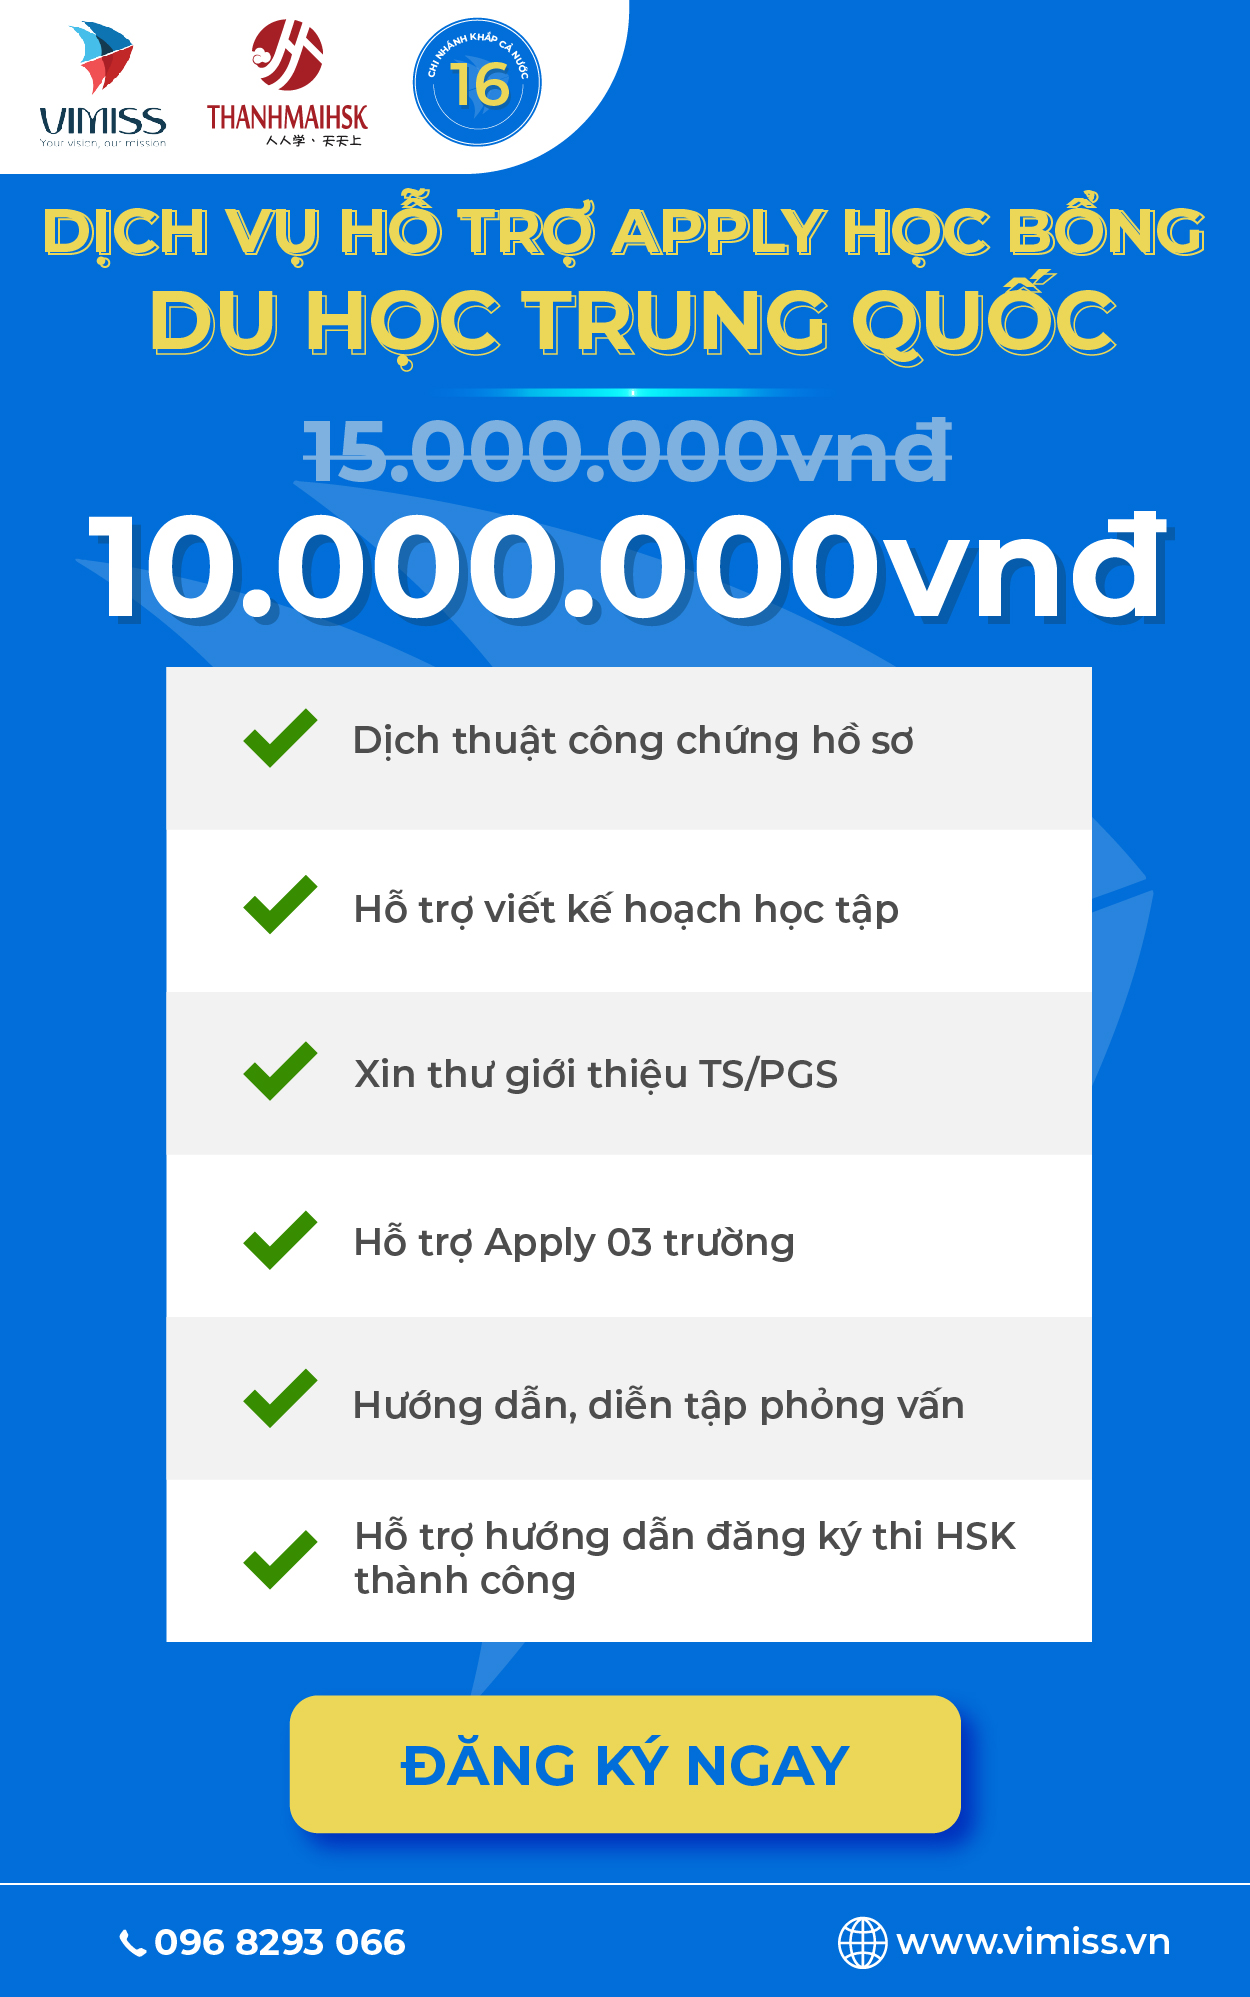 VIMISS
Your vision, our mission
THANHMAIHSK
人人学 · 天天上
CHI NHÁNH KHẮP CẢ NƯỚC
16
DỊCH VỤ HỖ TRỢ APPLY HỌC BỔNG
DU HỌC TRUNG QUỐC
15.000.000vnđ
10.000.000vnđ
Dịch thuật công chứng hồ sơ
Hỗ trợ viết kế hoạch học tập
Xin thư giới thiệu TS/PGS
Hỗ trợ Apply 03 trường
Hướng dẫn, diễn tập phỏng vấn
Hỗ trợ hướng dẫn đăng ký thi HSK
thành công
ĐĂNG KÝ NGAY
096 8293 066
www.vimiss.vn